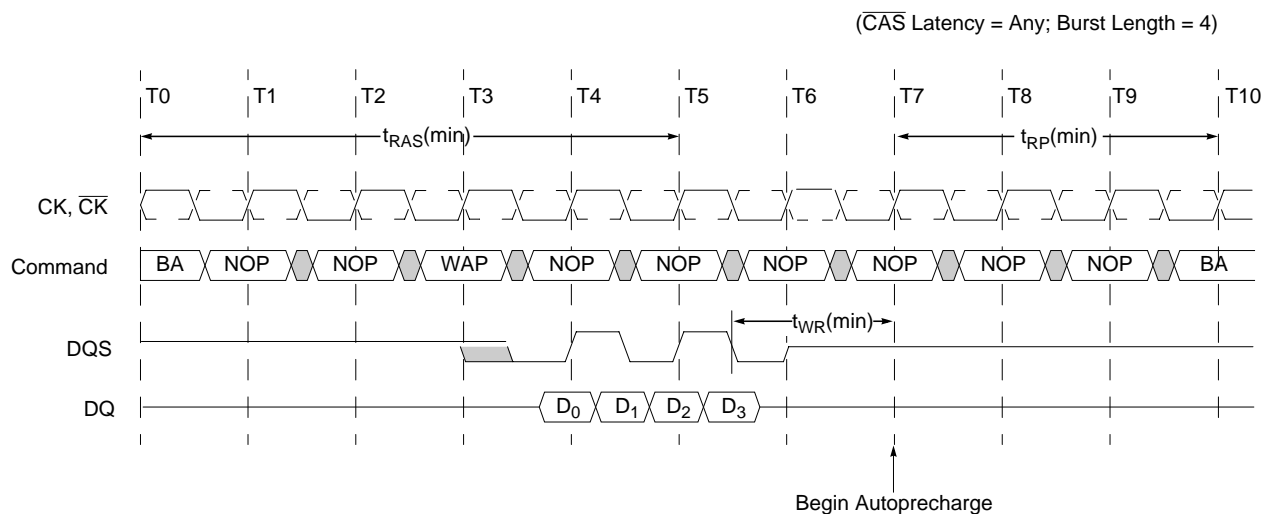 (CAS Latency = Any; Burst Length = 4)
T0 T1 T2 T3 T4 T5 T6 T7 T8 T9 T10
tRAS(min) tRP(min)
CK, CK
Command BA NOP NOP WAP NOP NOP NOP NOP NOP NOP BA
tWR(min)
DQS
DQ D0 D1 D2 D3
Begin Autoprecharge